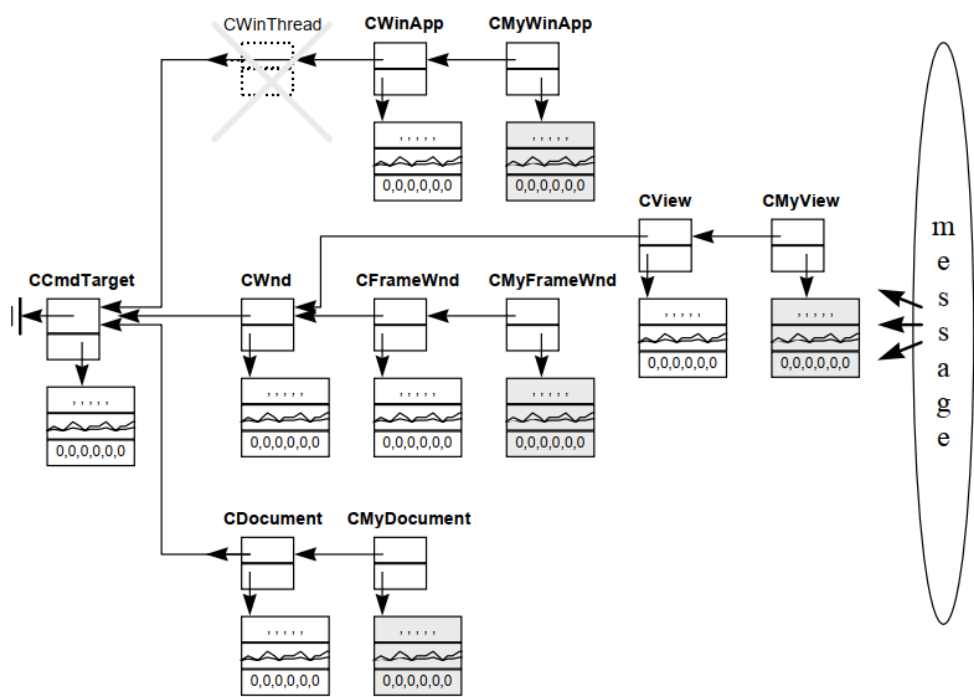 CWinThread CWinApp CMyWinApp
, , , , , , , , , ,
0,0,0,0,0,0 0,0,0,0,0,0
CView CMyView
message
CCmdTarget CWnd CFrameWnd CMyFrameWnd
, , , , , , , , , ,
0,0,0,0,0,0 0,0,0,0,0,0
, , , , , , , , , , , , , , , , , , , ,
0,0,0,0,0,0 0,0,0,0,0,0 0,0,0,0,0,0 0,0,0,0,0,0
CDocument CMyDocument
, , , , , , , , , ,
0,0,0,0,0,0 0,0,0,0,0,0